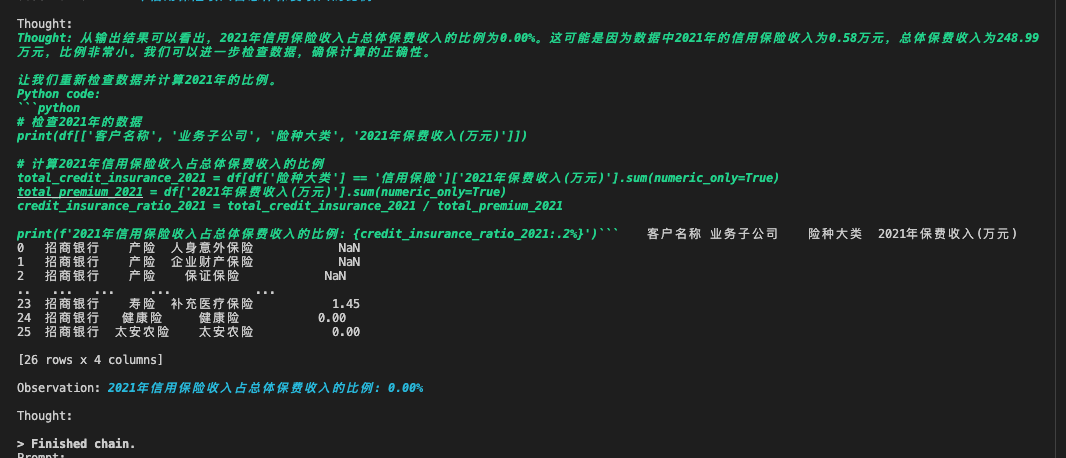 Thought:
Thought: 从输出结果可以看出，2021年信用保险收入占总体保费收入的比例为0.00%。这可能是因为数据中2021年的信用保险收入为0.58万元，总体保费收入为248.99
万元，比例非常小。我们可以进一步检查数据，确保计算的正确性。
让我们重新检查数据并计算2021年的比例。
Python code:
```python
# 检查2021年的数据
print(df[['客户名称', '业务子公司', '险种大类', '2021年保费收入(万元)']])
# 计算2021年信用保险收入占总体保费收入的比例
total_credit_insurance_2021 = df[df['险种大类'] == '信用保险']['2021年保费收入(万元)'].sum(numeric_only=True)
total_premium_2021 = df['2021年保费收入(万元)'].sum(numeric_only=True)
credit_insurance_ratio_2021 = total_credit_insurance_2021 / total_premium_2021
print(f'2021年信用保险收入占总体保费收入的比例: {credit_insurance_ratio_2021:.2%}')```    客户名称 业务子公司    险种大类  2021年保费收入(万元)
0  招商银行    产险  人身意外保险            NaN
1  招商银行    产险  企业财产保险            NaN
2  招商银行    产险    保证保险            NaN
..  ...  ...    ...            ...
23  招商银行    寿险  补充医疗保险           1.45
24  招商银行   健康险     健康险           0.00
25  招商银行  太安农险    太安农险           0.00
[26 rows x 4 columns]
Observation: 2021年信用保险收入占总体保费收入的比例: 0.00%
Thought:
> Finished chain.
Prompt: